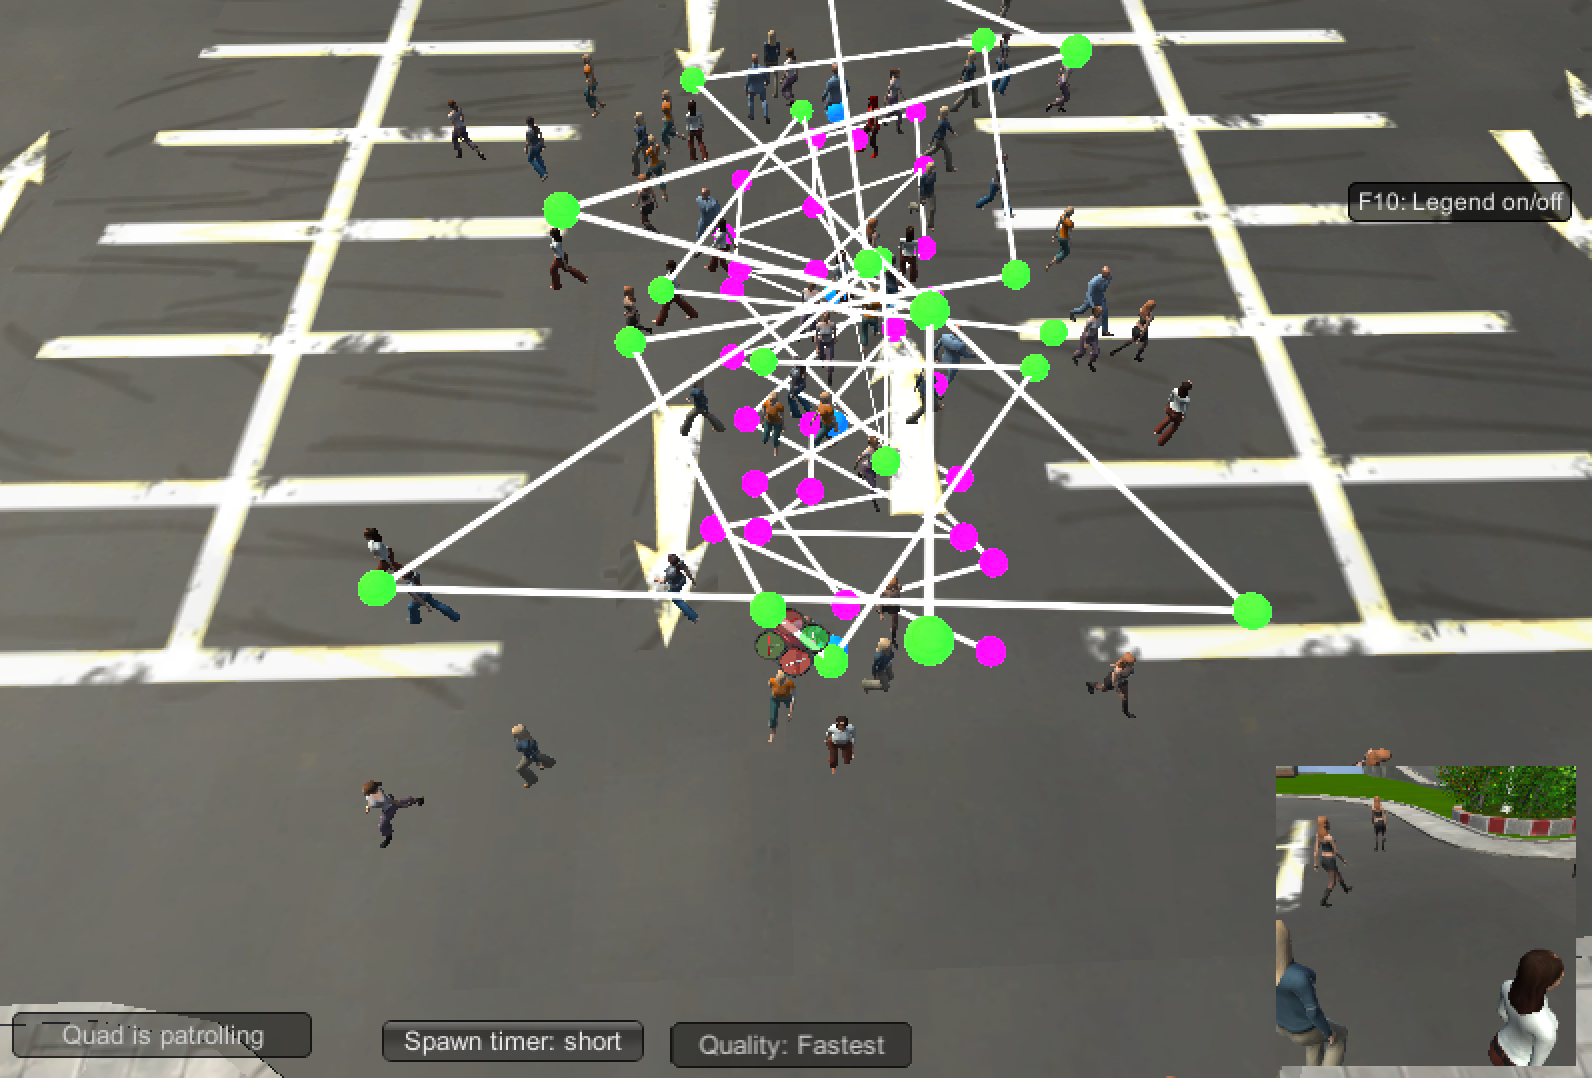 F10: Legend on/off
Quad is patrolling
Spawn timer: short
Quality: Fastest